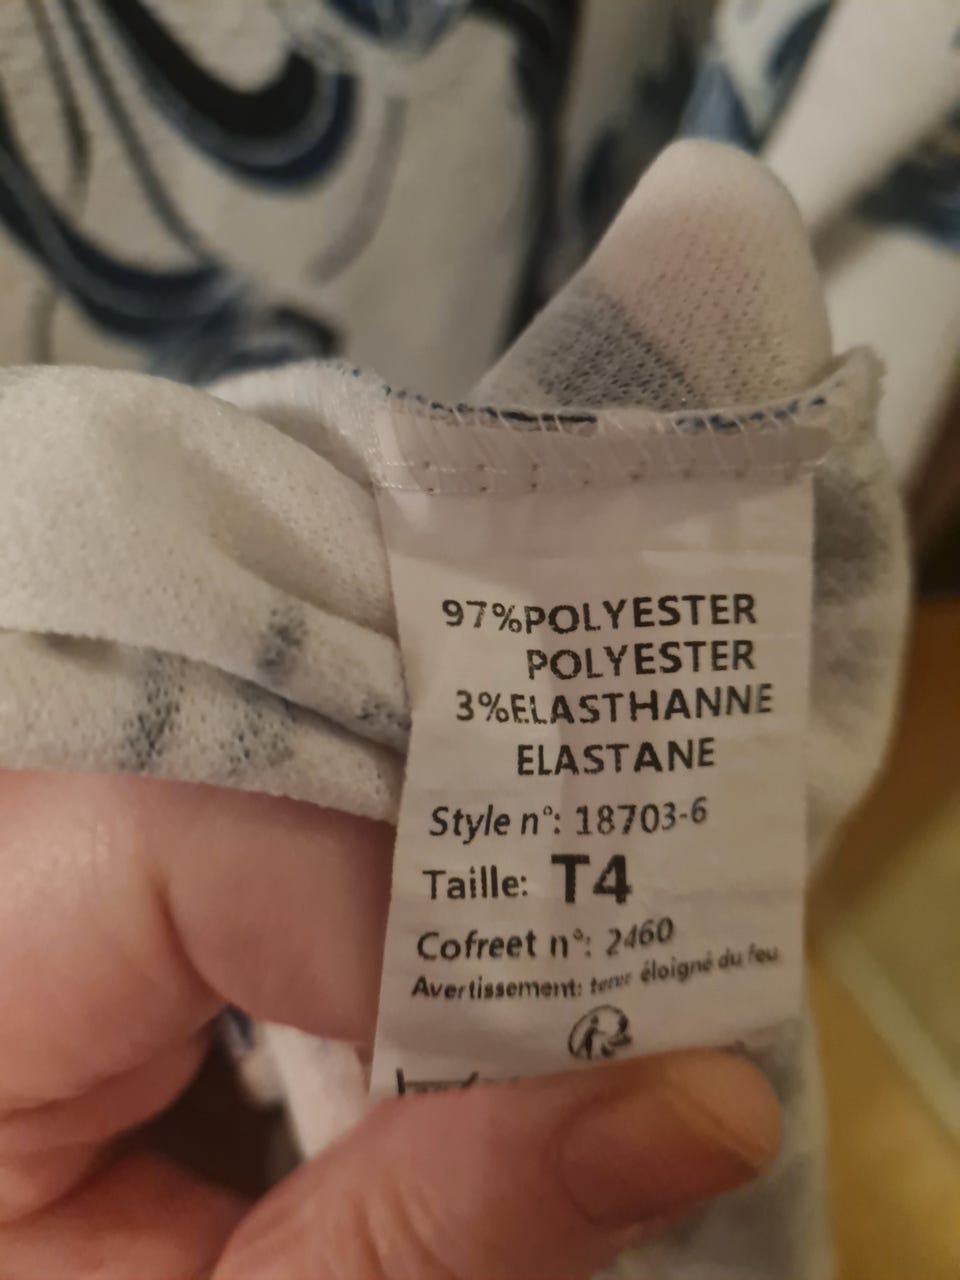 97%POLYESTER
POLYESTER
3%ELASTHANNE
ELASTANE
Style n°: 18703-6
Taille: T4
Cofreet n°: 2460
Avertissement: tenir éloigné du feu